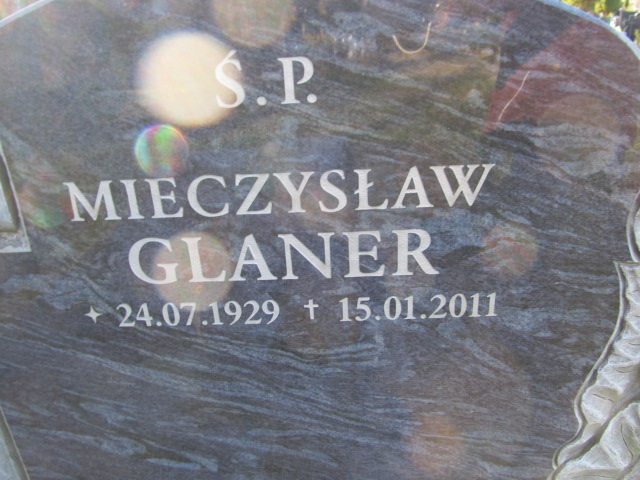 Ś.P.
MIECZYSŁAW
GLANER
✦ 24.07.1929 ✝ 15.01.2011